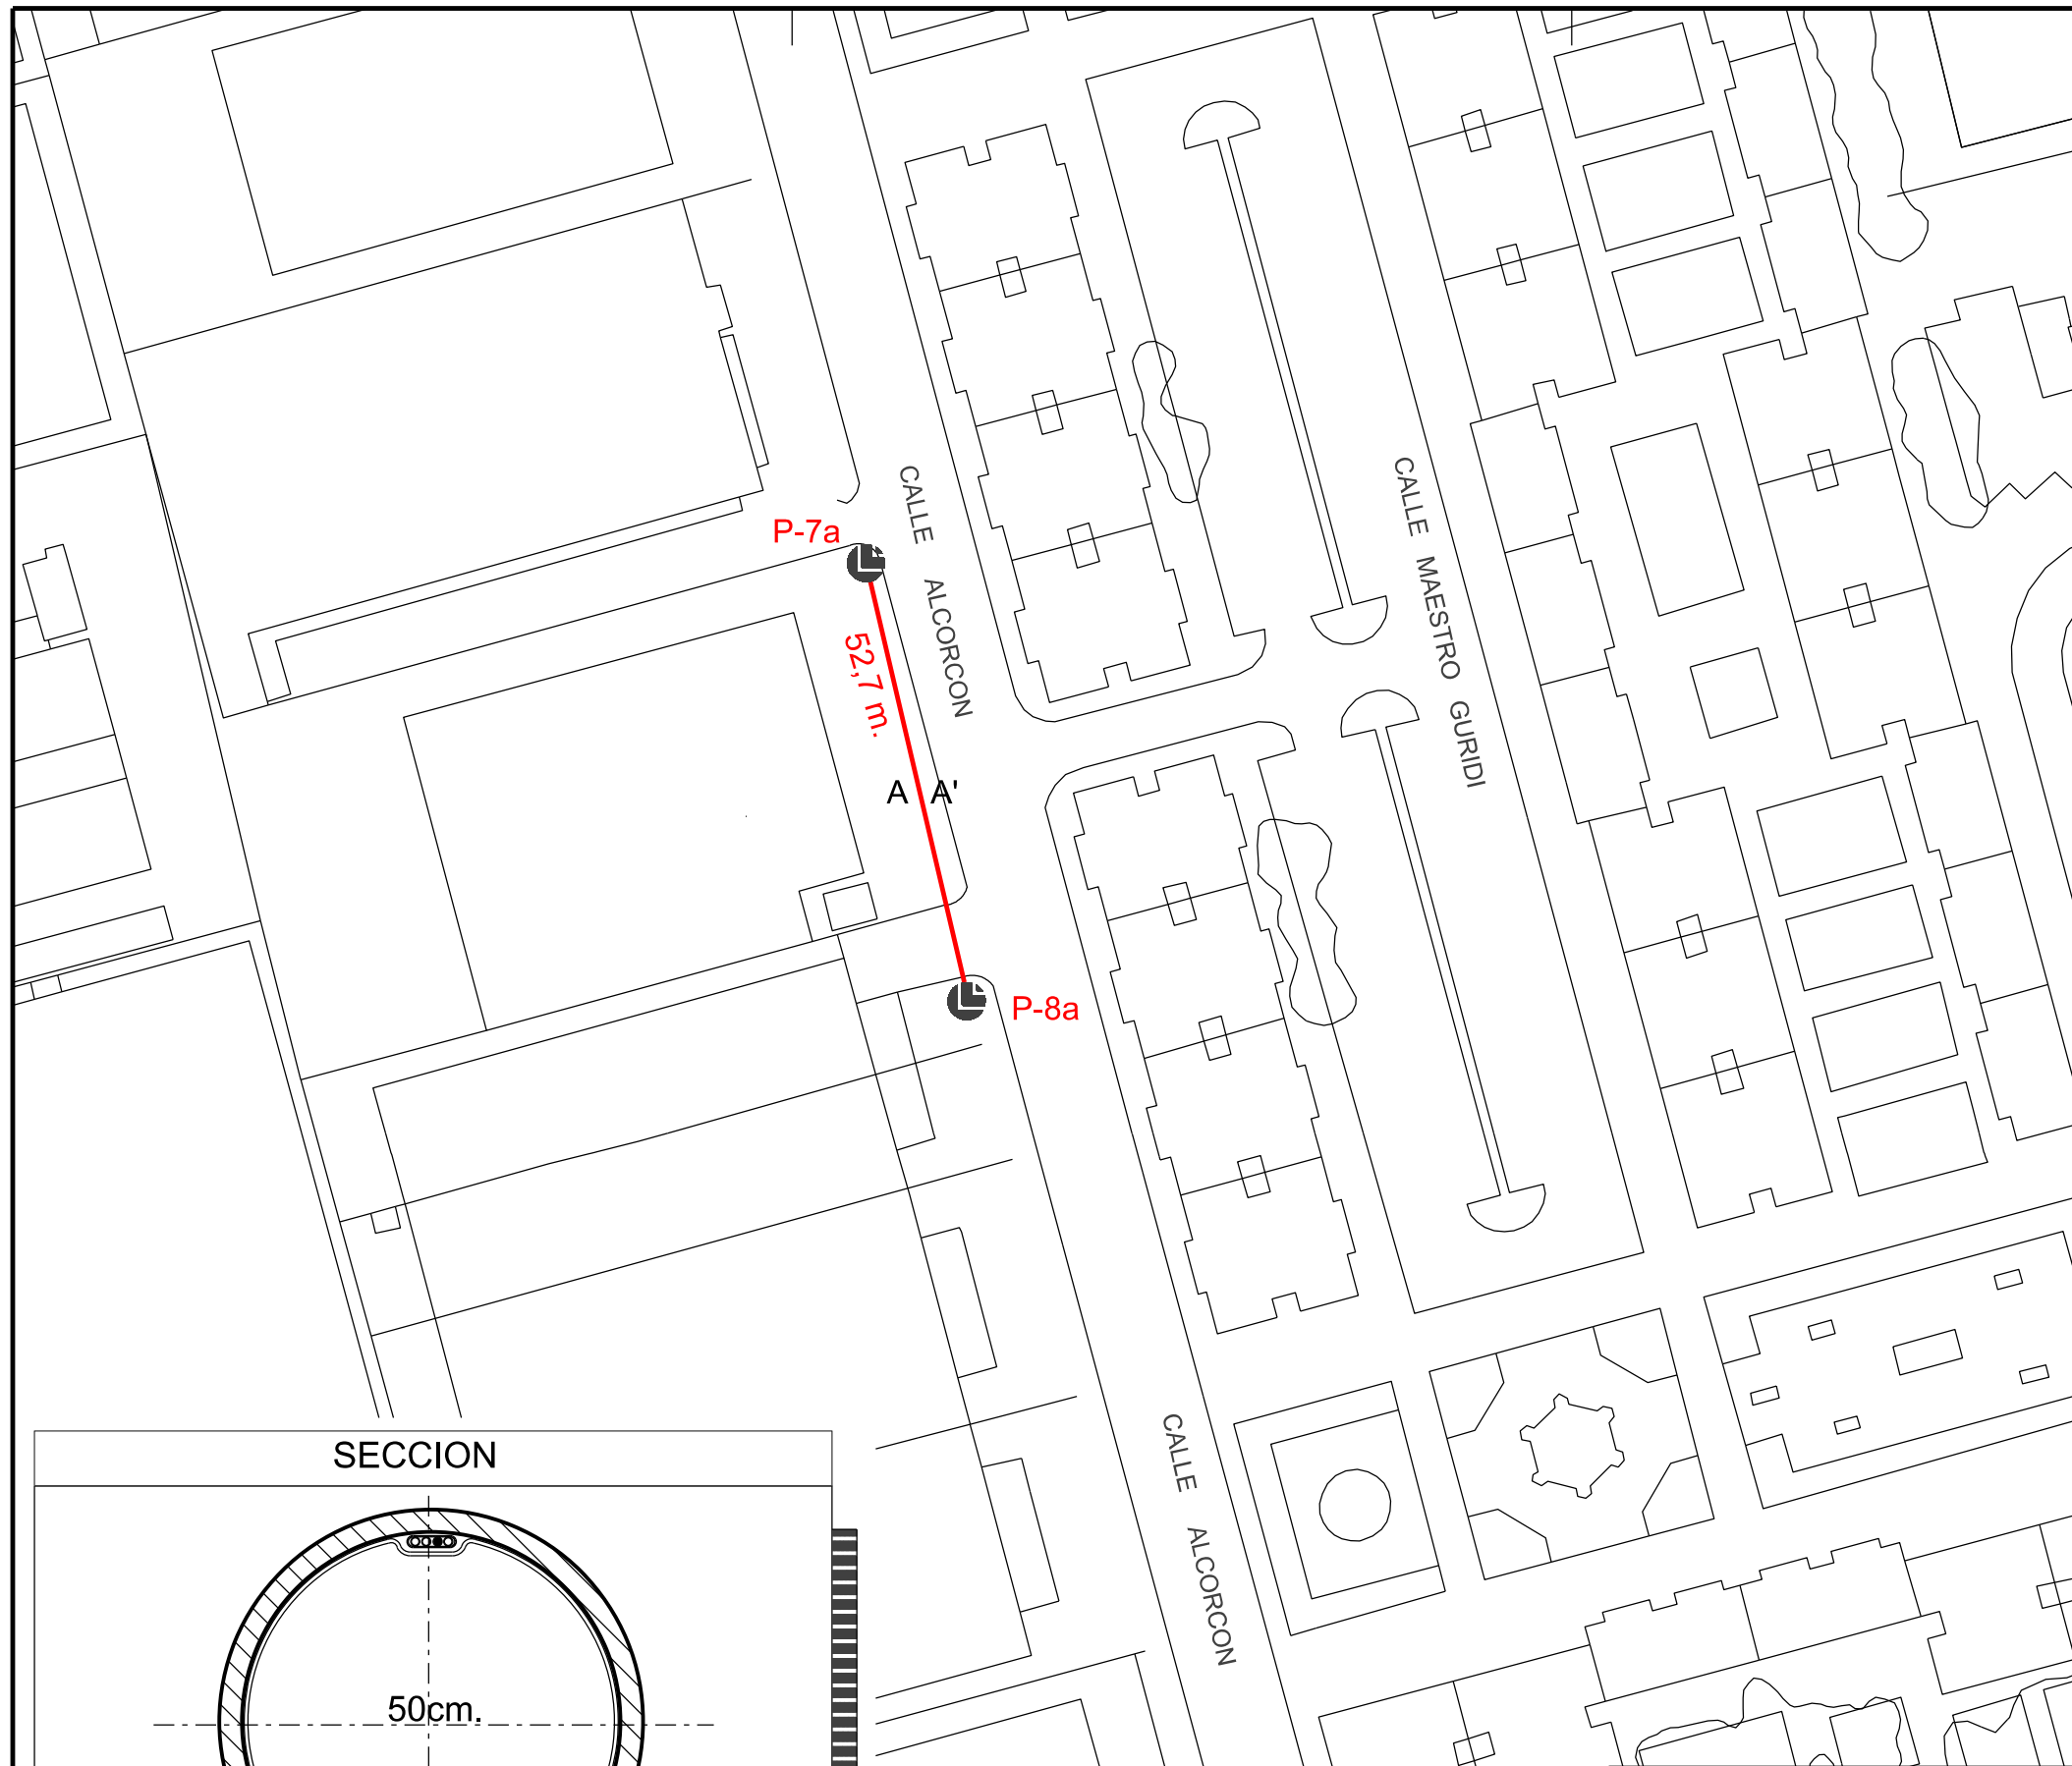 CALLE ALCORCON
CALLE MAESTRO GURIDI
P-7a
52,7 m.
A A'
P-8a
CALLE ALCORCON
SECCION
50cm.